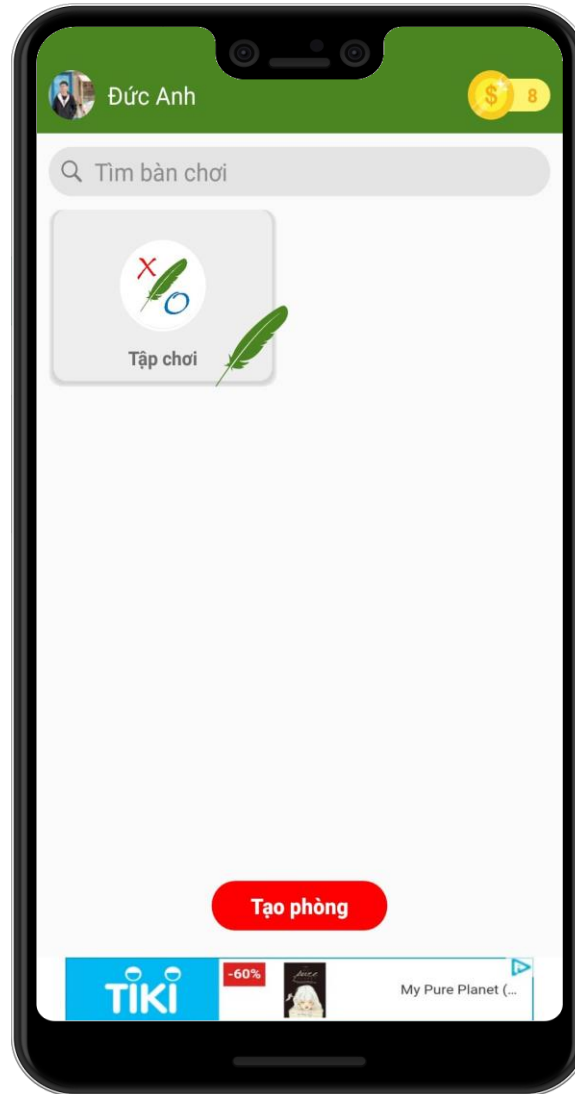 Đức Anh
$ 8
Tìm bàn chơi
X
O
Tập chơi
Tạo phòng
TIKI
-60%
My Pure Planet (...